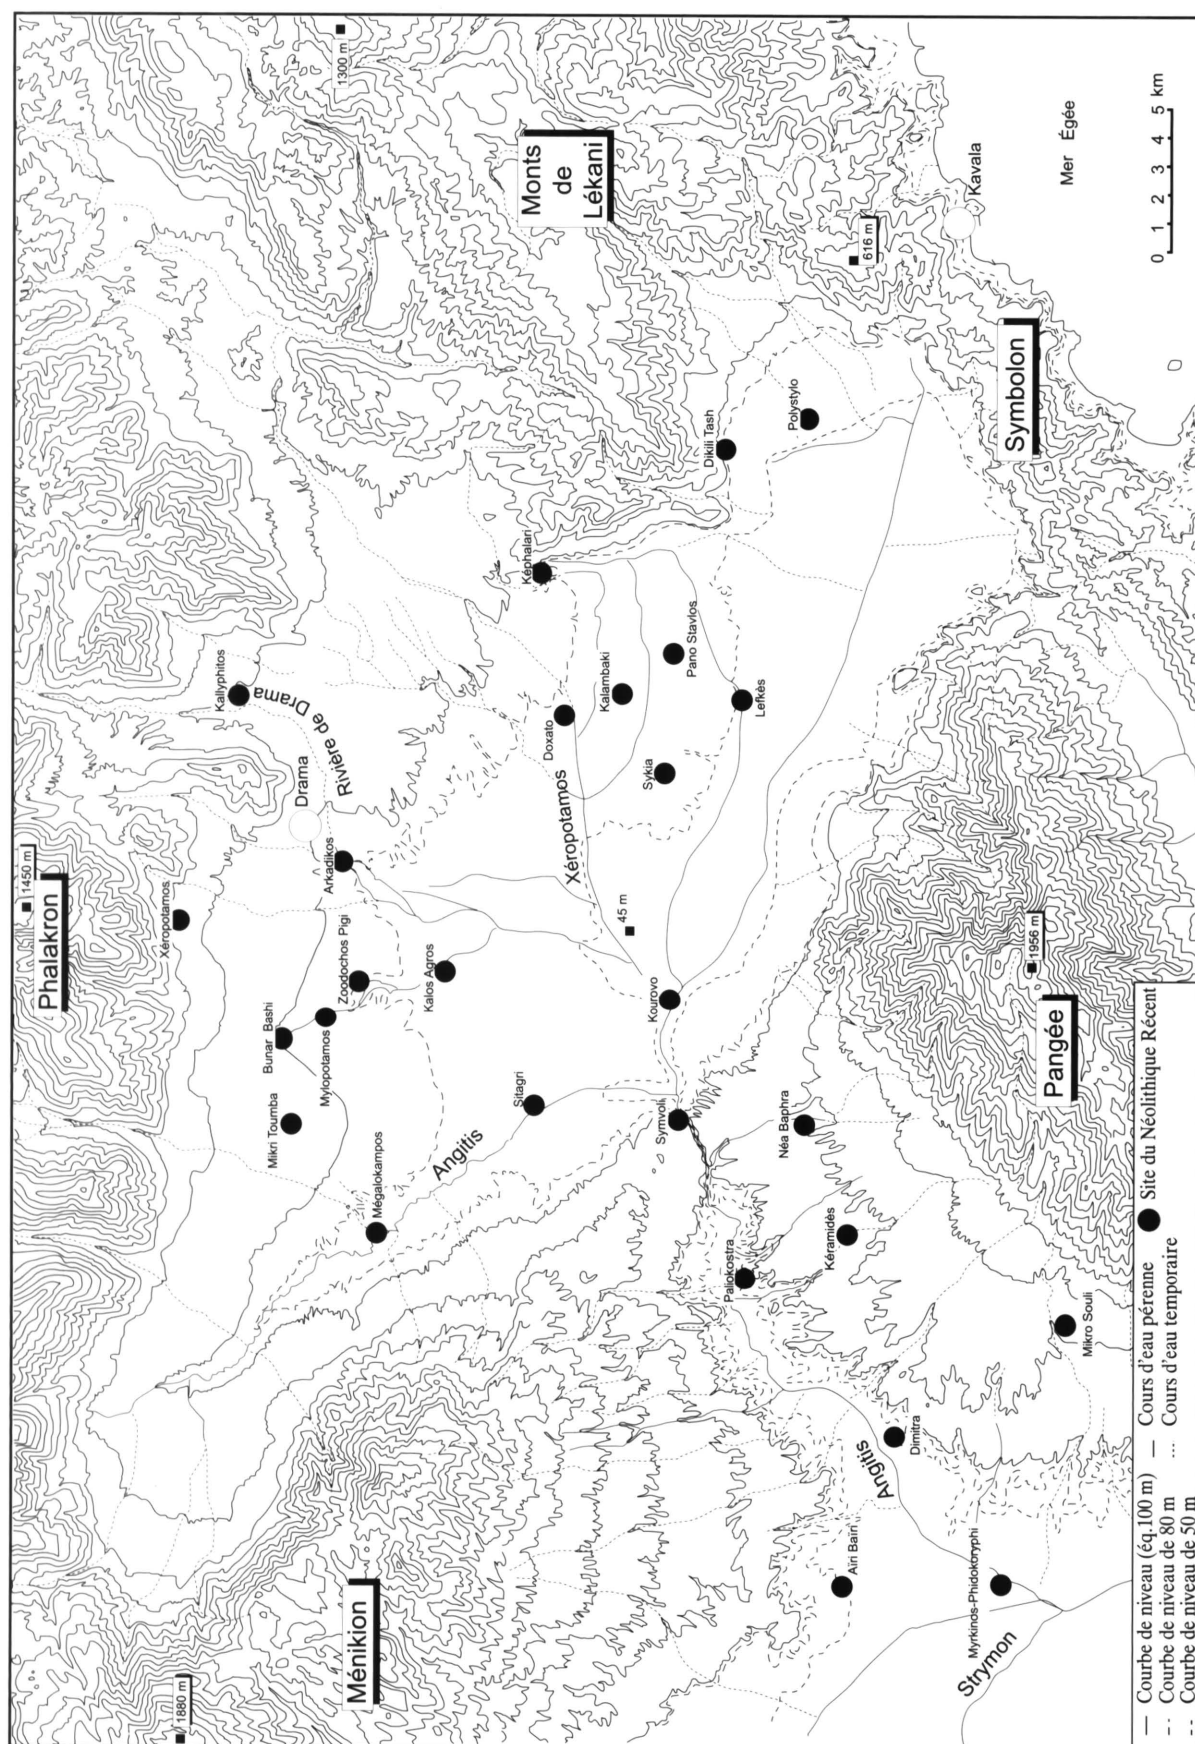 Phalakron
1450 m
1300 m
1880 m
Ménikion
Monts
de
Lékani
616 m
Kavala
Mer Égée
0 1 2 3 4 5 km
Symbolon
Pangée
1956 m
45 m
Drama
Rivière de Drama
Kallyphitos
Xéropotamos
Arkadikos
Zoodochos Pigi
Kalos Agros
Bunar Bashi
Mylopotamos
Mikri Toumba
Mégalokampos
Sitagri
Angitis
Xéropotamos
Doxato
Képhalari
Kalambaki
Pano Stavlos
Sykia
Lefkès
Dikili Tash
Polystylo
Kourovo
Symvoli
Néa Baphra
Kéramidès
Paliokostra
Mikro Souli
Dimitra
Angitis
Aïri Baïri
Myrkinos-Phidokoryphi
Strymon
— Courbe de niveau (éq.100 m)
-- Courbe de niveau de 80 m
-- Courbe de niveau de 50 m
— Cours d'eau pérenne
... Cours d'eau temporaire
● Site du Néolithique Récent